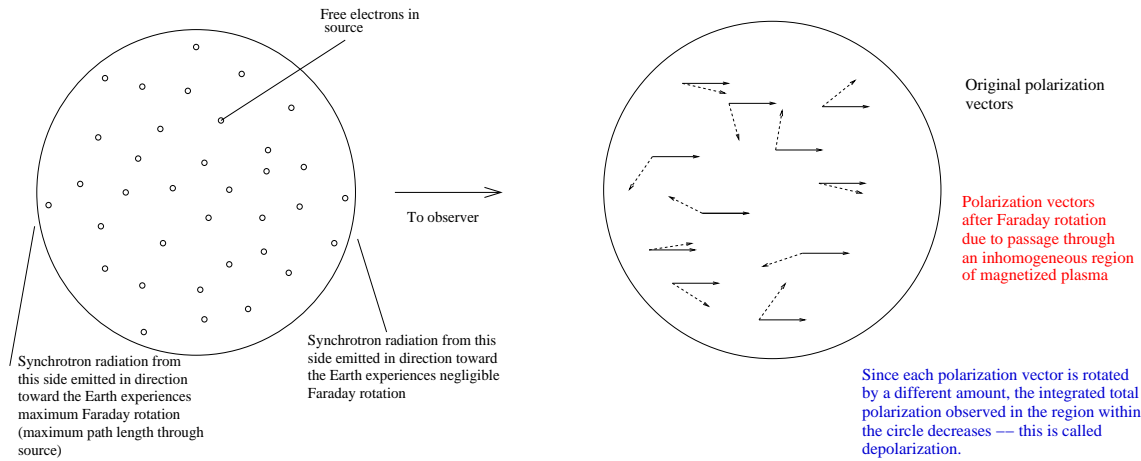 Free electrons in
source
To observer
Synchrotron radiation from
this side emitted in direction
toward the Earth experiences
maximum Faraday rotation
(maximum path length through
source)
Synchrotron radiation from this
side emitted in direction toward
the Earth experiences negligible
Faraday rotation
Original polarization
vectors
Polarization vectors
after Faraday rotation
due to passage through
an inhomogeneous region
of magnetized plasma
Since each polarization vector is rotated
by a different amount, the integrated total
polarization observed in the region within
the circle decreases −− this is called
depolarization.